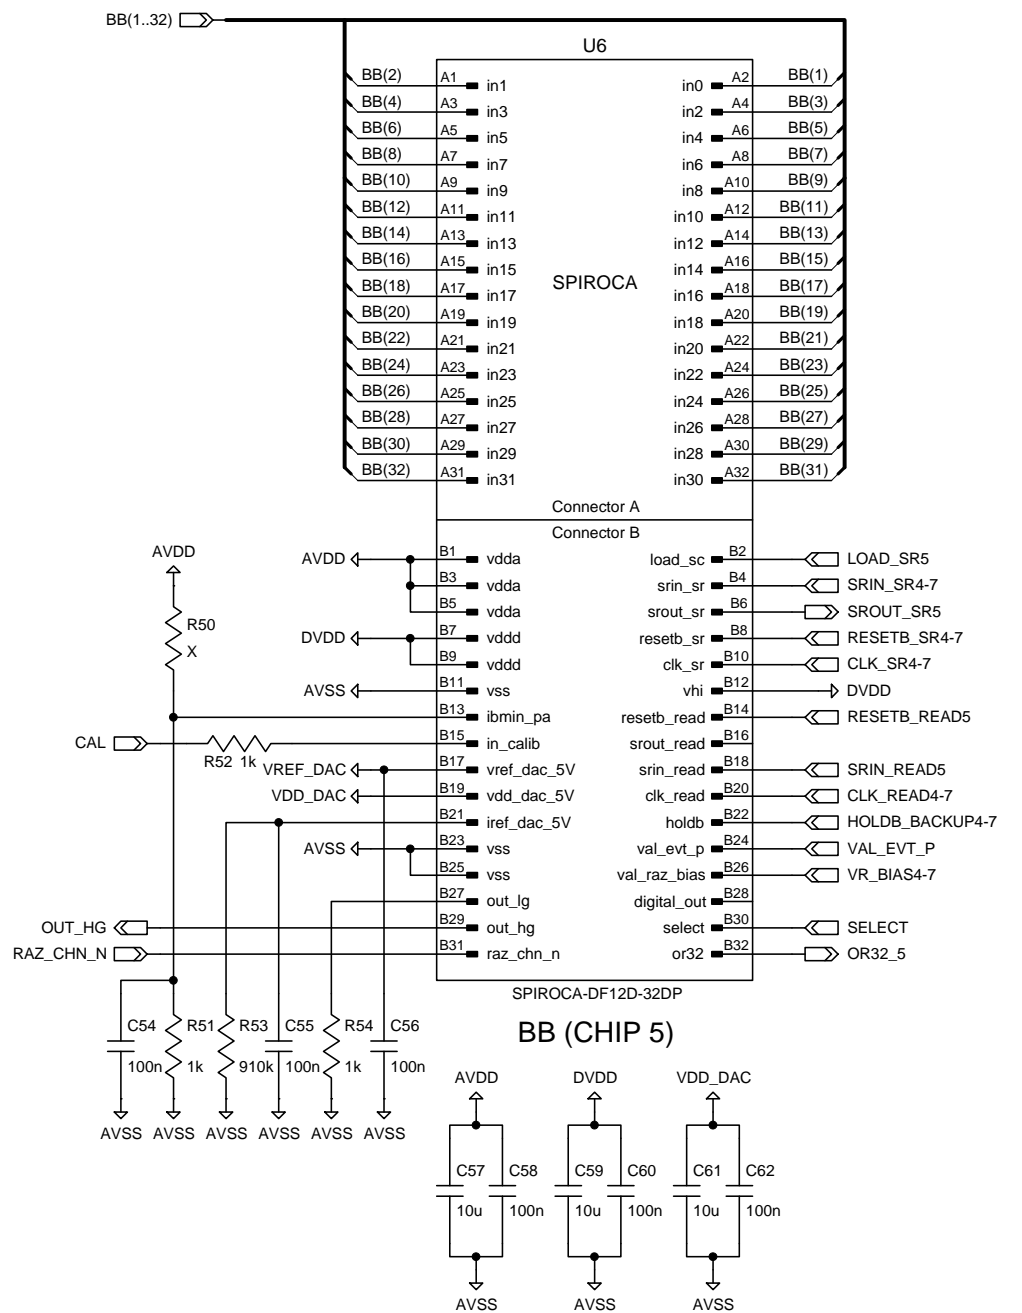 BB(1..32)
U6
BB(2) A1 in1 in0 A2 BB(1)
BB(4) A3 in3 in2 A4 BB(3)
BB(6) A5 in5 in4 A6 BB(5)
BB(8) A7 in7 in6 A8 BB(7)
BB(10) A9 in9 in8 A10 BB(9)
BB(12) A11 in11 in10 A12 BB(11)
BB(14) A13 in13 in12 A14 BB(13)
BB(16) A15 in15 in14 A16 BB(15)
SPIROCA
BB(18) A17 in17 in16 A18 BB(17)
BB(20) A19 in19 in18 A20 BB(19)
BB(22) A21 in21 in20 A22 BB(21)
BB(24) A23 in23 in22 A24 BB(23)
BB(26) A25 in25 in24 A26 BB(25)
BB(28) A27 in27 in26 A28 BB(27)
BB(30) A29 in29 in28 A30 BB(29)
BB(32) A31 in31 in30 A32 BB(31)
Connector A
Connector B
AVDD
AVDD B1 vdda load_sc B2 LOAD_SR5
B3 vdda srin_sr B4 SRIN_SR4-7
B5 vdda srout_sr B6 SROUT_SR5
R50
X
DVDD B7 vddd resetb_sr B8 RESETB_SR4-7
B9 vddd clk_sr B10 CLK_SR4-7
AVSS B11 vss vhi B12 DVDD
B13 ibmin_pa resetb_read B14 RESETB_READ5
CAL R52 1k B15 in_calib srout_read B16
VREF_DAC B17 vref_dac_5V srin_read B18 SRIN_READ5
VDD_DAC B19 vdd_dac_5V clk_read B20 CLK_READ4-7
B21 iref_dac_5V holdb B22 HOLDB_BACKUP4-7
AVSS B23 vss val_evt_p B24 VAL_EVT_P
B25 vss val_raz_bias B26 VR_BIAS4-7
B27 out_lg digital_out B28
OUT_HG B29 out_hg select B30 SELECT
RAZ_CHN_N B31 raz_chn_n or32 B32 OR32_5
SPIROCA-DF12D-32DP
BB (CHIP 5)
C54 R51 R53 C55 R54 C56
100n 1k 910k 100n 1k 100n
AVSS AVSS AVSS AVSS AVSS AVSS
AVDD DVDD VDD_DAC
C57 C58 C59 C60 C61 C62
10u 100n 10u 100n 10u 100n
AVSS AVSS AVSS